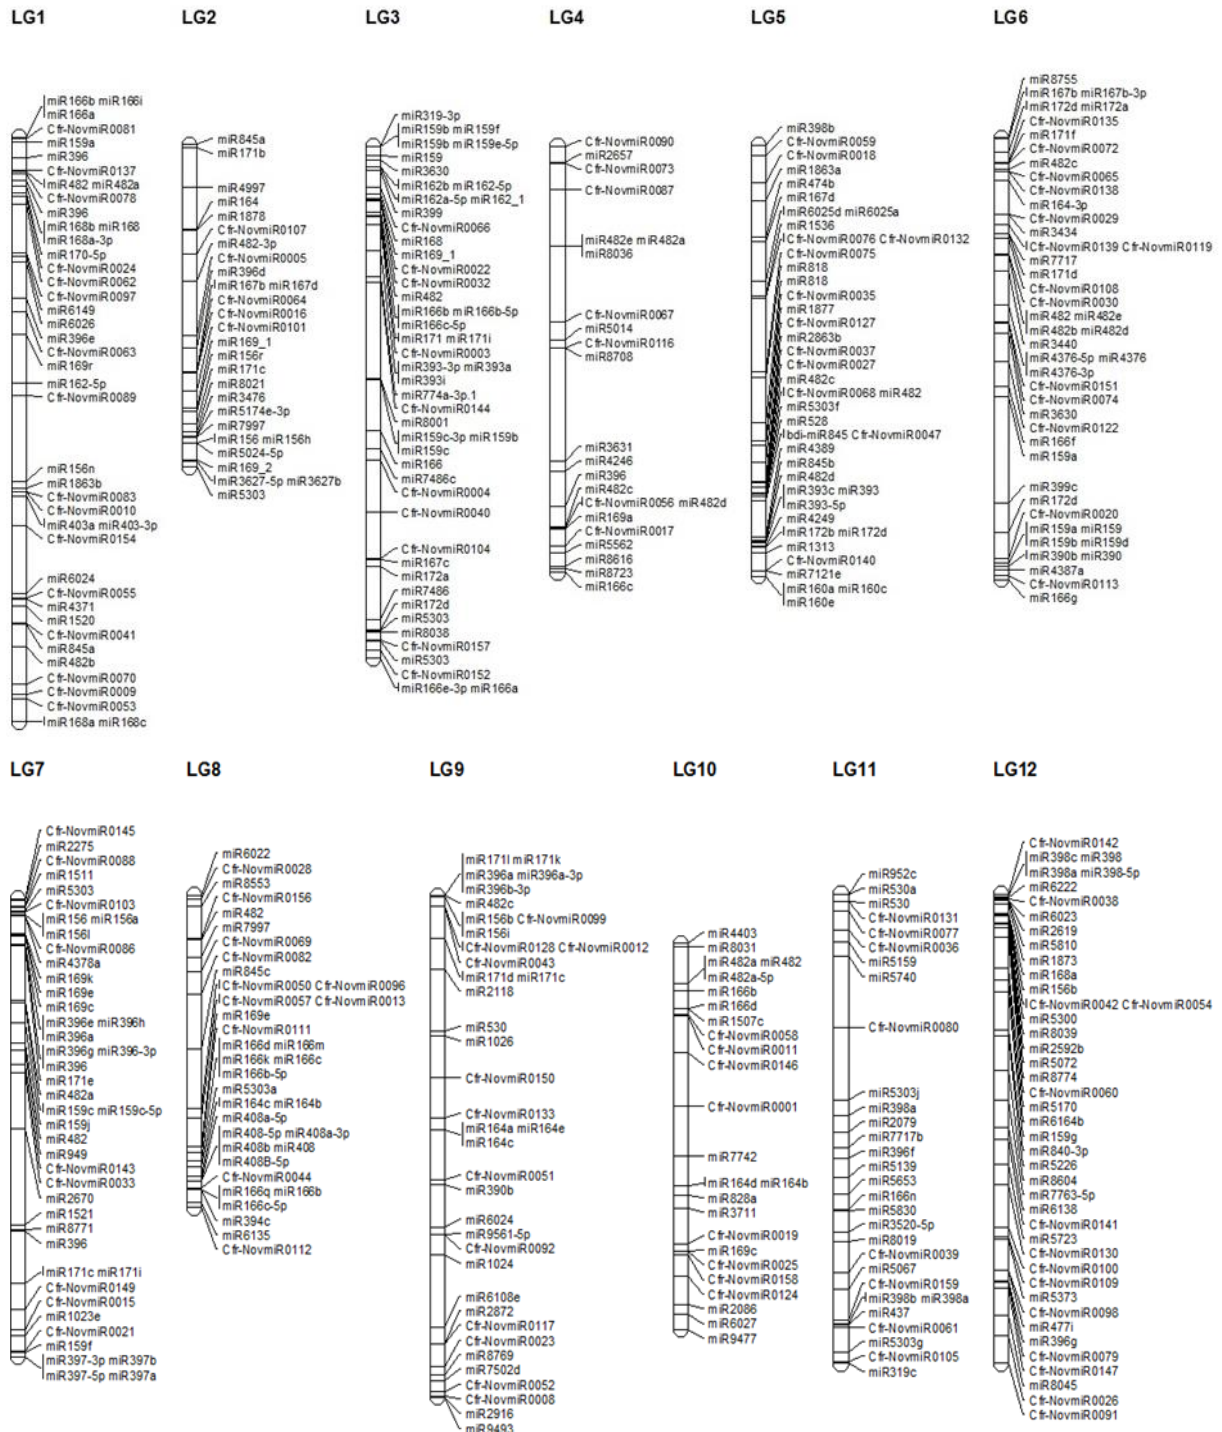 LG1
miR166b miR166i
miR166a
Cfr-NovmiR0081
miR159a
miR396
Cfr-NovmiR0137
miR482 miR482a
Cfr-NovmiR0078
miR396
miR168b miR168
miR168a-3p
miR170-5p
Cfr-NovmiR0024
Cfr-NovmiR0062
Cfr-NovmiR0097
miR6149
miR6026
miR396e
Cfr-NovmiR0063
miR169r
miR162-5p
Cfr-NovmiR0089
miR156n
miR1863b
Cfr-NovmiR0083
Cfr-NovmiR0010
miR403a miR403-3p
Cfr-NovmiR0154
miR6024
Cfr-NovmiR0055
miR4371
miR1520
Cfr-NovmiR0041
miR845a
miR482b
Cfr-NovmiR0070
Cfr-NovmiR0009
Cfr-NovmiR0053
miR168a miR168c
LG2
miR845a
miR171b
miR4997
miR164
miR1878
Cfr-NovmiR0107
miR482-3p
Cfr-NovmiR0005
miR396d
miR167b miR167d
Cfr-NovmiR0064
Cfr-NovmiR0016
Cfr-NovmiR0101
miR169_1
miR156r
miR171c
miR8021
miR3476
miR5174e-3p
miR7997
miR156 miR156h
miR5024-5p
miR169_2
miR3627-5p miR3627b
miR5303
LG3
miR319-3p
miR159b miR159f
miR159b miR159e-5p
miR159
miR3630
miR162b miR162-5p
miR162a-5p miR162_1
miR399
Cfr-NovmiR0066
miR168
miR169_1
Cfr-NovmiR0022
Cfr-NovmiR0032
miR482
miR166b miR166b-5p
miR166c-5p
miR171 miR171i
Cfr-NovmiR0003
miR393-3p miR393a
miR393i
miR774a-3p.1
Cfr-NovmiR0144
miR8001
miR159c-3p miR159b
miR159c
miR166
miR7486c
Cfr-NovmiR0004
Cfr-NovmiR0040
Cfr-NovmiR0104
miR167c
miR172a
miR7486
miR172d
miR5303
miR8038
Cfr-NovmiR0157
miR5303
Cfr-NovmiR0152
miR166e-3p miR166a
LG4
Cfr-NovmiR0090
miR2657
Cfr-NovmiR0073
Cfr-NovmiR0087
miR482e miR482a
miR8036
Cfr-NovmiR0067
miR5014
Cfr-NovmiR0116
miR8708
miR3631
miR4246
miR396
miR482c
Cfr-NovmiR0056 miR482d
miR169a
Cfr-NovmiR0017
miR5562
miR8616
miR8723
miR166c
LG5
miR398b
Cfr-NovmiR0059
Cfr-NovmiR0018
miR1863a
miR474b
miR167d
miR6025d miR6025a
miR1536
Cfr-NovmiR0076 Cfr-NovmiR0132
Cfr-NovmiR0075
miR818
miR818
Cfr-NovmiR0035
miR1877
Cfr-NovmiR0127
miR2863b
Cfr-NovmiR0037
Cfr-NovmiR0027
miR482c
Cfr-NovmiR0068 miR482
miR5303f
miR528
bdi-miR845 Cfr-NovmiR0047
miR4389
miR845b
miR482d
miR393c miR393
miR393-5p
miR4249
miR172b miR172d
miR1313
Cfr-NovmiR0140
miR7121e
miR160a miR160c
miR160e
LG6
miR8755
miR167b miR167b-3p
miR172d miR172a
Cfr-NovmiR0135
miR171f
Cfr-NovmiR0072
miR482c
Cfr-NovmiR0065
Cfr-NovmiR0138
miR164-3p
Cfr-NovmiR0029
miR3434
Cfr-NovmiR0139 Cfr-NovmiR0119
miR7717
miR171d
Cfr-NovmiR0108
Cfr-NovmiR0030
miR482 miR482e
miR482b miR482d
miR3440
miR4376-5p miR4376
miR4376-3p
Cfr-NovmiR0151
Cfr-NovmiR0074
miR3630
Cfr-NovmiR0122
miR166f
miR159a
miR399c
miR172d
Cfr-NovmiR0020
miR159a miR159
miR159b miR159d
miR390b miR390
miR4387a
Cfr-NovmiR0113
miR166g
LG7
Cfr-NovmiR0145
miR2275
Cfr-NovmiR0088
miR1511
miR5303
Cfr-NovmiR0103
miR156 miR156a
miR156l
Cfr-NovmiR0086
miR4378a
miR169k
miR169e
miR169c
miR396e miR396h
miR396a
miR396g miR396-3p
miR396
miR171e
miR482a
miR159c miR159c-5p
miR159j
miR482
miR949
Cfr-NovmiR0143
Cfr-NovmiR0033
miR2670
miR1521
miR8771
miR396
miR171c miR171i
Cfr-NovmiR0149
Cfr-NovmiR0015
miR1023e
Cfr-NovmiR0021
miR159f
miR397-3p miR397b
miR397-5p miR397a
LG8
miR6022
Cfr-NovmiR0028
miR8553
Cfr-NovmiR0156
miR482
miR7997
Cfr-NovmiR0069
Cfr-NovmiR0082
miR845c
Cfr-NovmiR0050 Cfr-NovmiR0096
Cfr-NovmiR0057 Cfr-NovmiR0013
miR169e
Cfr-NovmiR0111
miR166d miR166m
miR166k miR166c
miR166b-5p
miR5303a
miR164c miR164b
miR408a-5p
miR408-5p miR408a-3p
miR408b miR408
miR408B-5p
Cfr-NovmiR0044
miR166q miR166b
miR166c-5p
miR394c
miR6135
Cfr-NovmiR0112
LG9
miR171l miR171k
miR396a miR396a-3p
miR396b-3p
miR482c
miR156b Cfr-NovmiR0099
miR156i
Cfr-NovmiR0128 Cfr-NovmiR0012
Cfr-NovmiR0043
miR171d miR171c
miR2118
miR530
miR1026
Cfr-NovmiR0150
Cfr-NovmiR0133
miR164a miR164e
miR164c
Cfr-NovmiR0051
miR390b
miR6024
miR9561-5p
Cfr-NovmiR0092
miR1024
miR6108e
miR2872
Cfr-NovmiR0117
Cfr-NovmiR0023
miR8769
miR7502d
Cfr-NovmiR0052
Cfr-NovmiR0008
miR2916
miR9493
LG10
miR4403
miR8031
miR482a miR482
miR482a-5p
miR166b
miR166d
miR1507c
Cfr-NovmiR0058
Cfr-NovmiR0011
Cfr-NovmiR0146
Cfr-NovmiR0001
miR7742
miR164d miR164b
miR828a
miR3711
Cfr-NovmiR0019
miR169c
Cfr-NovmiR0025
Cfr-NovmiR0158
Cfr-NovmiR0124
miR2086
miR6027
miR9477
LG11
miR952c
miR530a
miR530
Cfr-NovmiR0131
Cfr-NovmiR0077
Cfr-NovmiR0036
miR5159
miR5740
Cfr-NovmiR0080
miR5303j
miR398a
miR2079
miR7717b
miR396f
miR5139
miR5653
miR166n
miR5830
miR3520-5p
miR8019
Cfr-NovmiR0039
miR5067
Cfr-NovmiR0159
miR398b miR398a
miR437
Cfr-NovmiR0061
miR5303g
Cfr-NovmiR0105
miR319c
LG12
Cfr-NovmiR0142
miR398c miR398
miR398a miR398-5p
miR6222
Cfr-NovmiR0038
miR6023
miR2619
miR5810
miR1873
miR168a
miR156b
Cfr-NovmiR0042 Cfr-NovmiR0054
miR5300
miR8039
miR2592b
miR5072
miR8774
Cfr-NovmiR0060
miR5170
miR6164b
miR159g
miR840-3p
miR5226
miR8604
miR7763-5p
miR6138
Cfr-NovmiR0141
miR5723
Cfr-NovmiR0130
Cfr-NovmiR0100
Cfr-NovmiR0109
miR5373
Cfr-NovmiR0098
miR477i
miR396g
Cfr-NovmiR0079
Cfr-NovmiR0147
miR8045
Cfr-NovmiR0026
Cfr-NovmiR0091